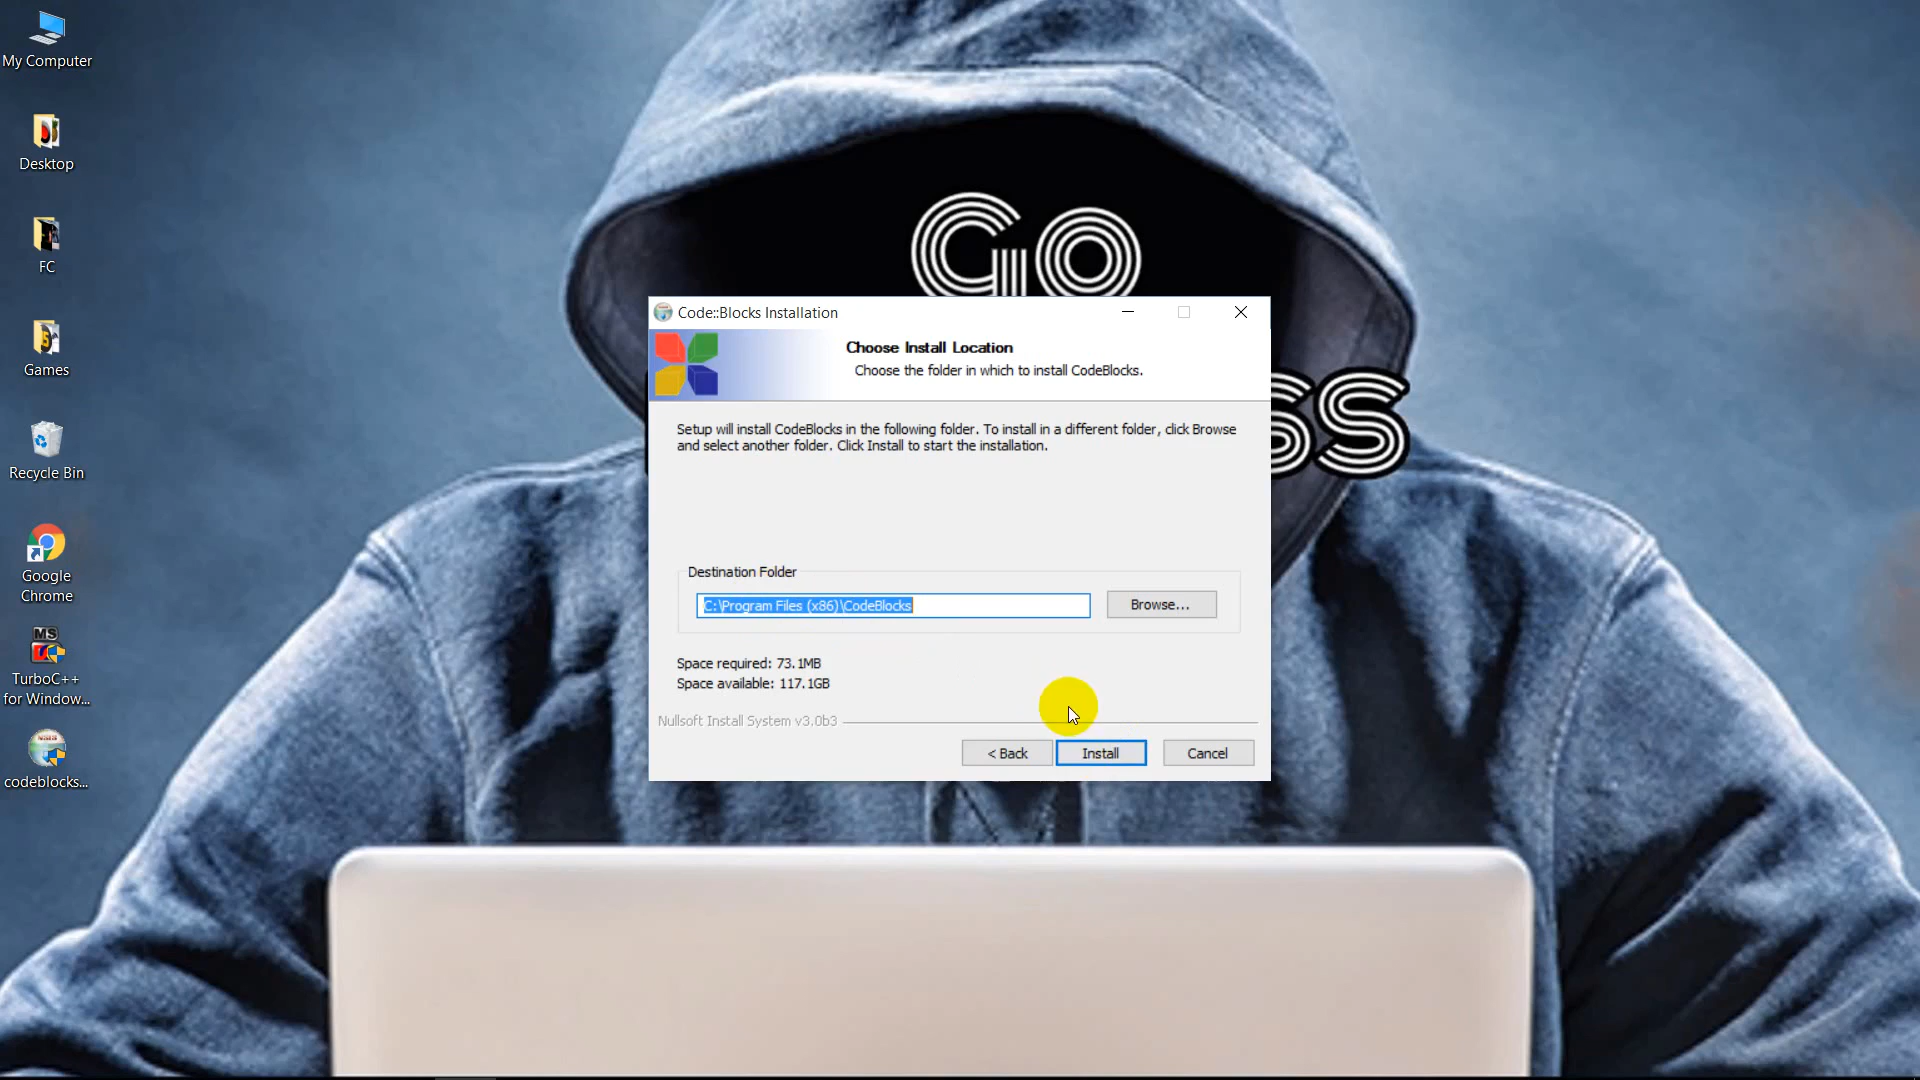 My Computer
Desktop
FC
Games
Recycle Bin
Google
Chrome
TurboC++
for Window...
codeblocks...
Go
SS
Code::Blocks Installation
Choose Install Location
Choose the folder in which to install CodeBlocks.
Setup will install CodeBlocks in the following folder. To install in a different folder, click Browse
and select another folder. Click Install to start the installation.
Destination Folder
C:\Program Files (x86)\CodeBlocks
Browse...
Space required: 73.1MB
Space available: 117.1GB
Nullsoft Install System v3.0b3
< Back
Install
Cancel